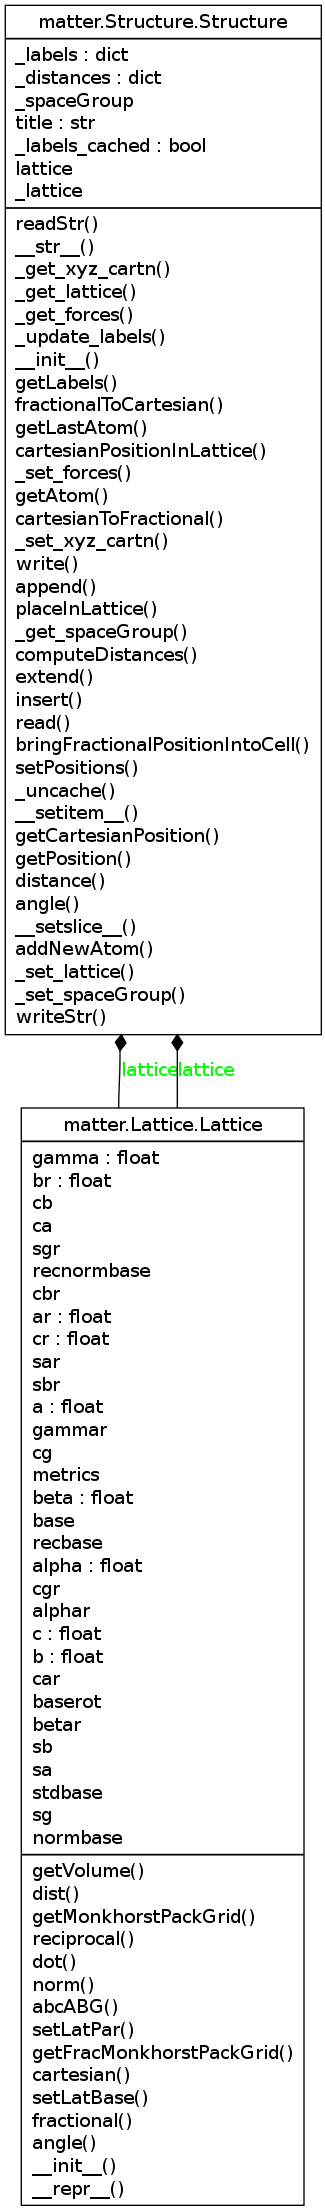 matter.Structure.Structure
_labels : dict
_distances : dict
_spaceGroup
title : str
_labels_cached : bool
lattice
_lattice
readStr()
__str__()
_get_xyz_cartn()
_get_lattice()
_get_forces()
_update_labels()
__init__()
getLabels()
fractionalToCartesian()
getLastAtom()
cartesianPositionInLattice()
_set_forces()
getAtom()
cartesianToFractional()
_set_xyz_cartn()
write()
append()
placeInLattice()
_get_spaceGroup()
computeDistances()
extend()
insert()
read()
bringFractionalPositionIntoCell()
setPositions()
_uncache()
__setitem__()
getCartesianPosition()
getPosition()
distance()
angle()
__setslice__()
addNewAtom()
_set_lattice()
_set_spaceGroup()
writeStr()
lattice lattice
matter.Lattice.Lattice
gamma : float
br : float
cb
ca
sgr
recnormbase
cbr
ar : float
cr : float
sar
sbr
a : float
gammar
cg
metrics
beta : float
base
recbase
alpha : float
cgr
alphar
c : float
b : float
car
baserot
betar
sb
sa
stdbase
sg
normbase
getVolume()
dist()
getMonkhorstPackGrid()
reciprocal()
dot()
norm()
abcABG()
setLatPar()
getFracMonkhorstPackGrid()
cartesian()
setLatBase()
fractional()
angle()
__init__()
__repr__()